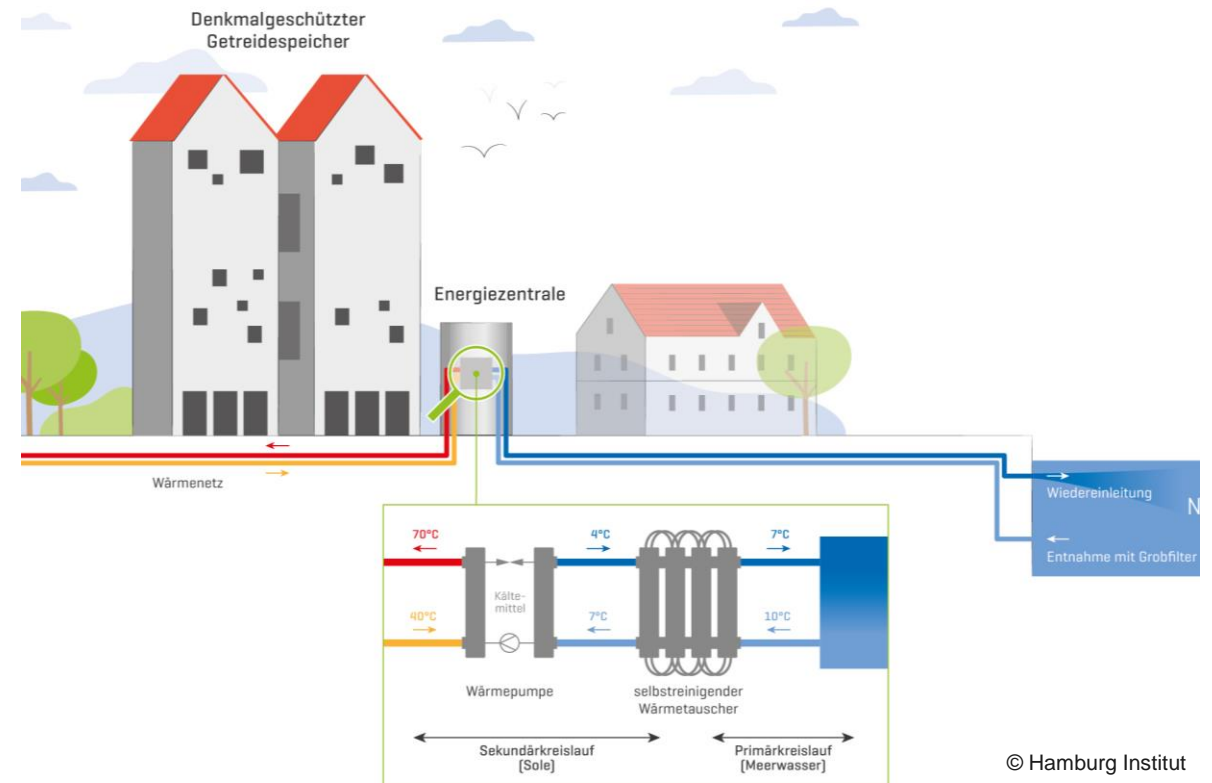 Denkmalgeschützter
Getreidespeicher
Energiezentrale
Wärmenetz
Wiedereinleitung
N
Entnahme mit Grobfilter
70°C
4°C
7°C
Kälte-
mittel
40°C
7°C
10°C
Wärmepumpe
selbstreinigender
Wärmetauscher
Sekundärkreislauf
[Sole]
Primärkreislauf
[Meerwasser]
© Hamburg Institut